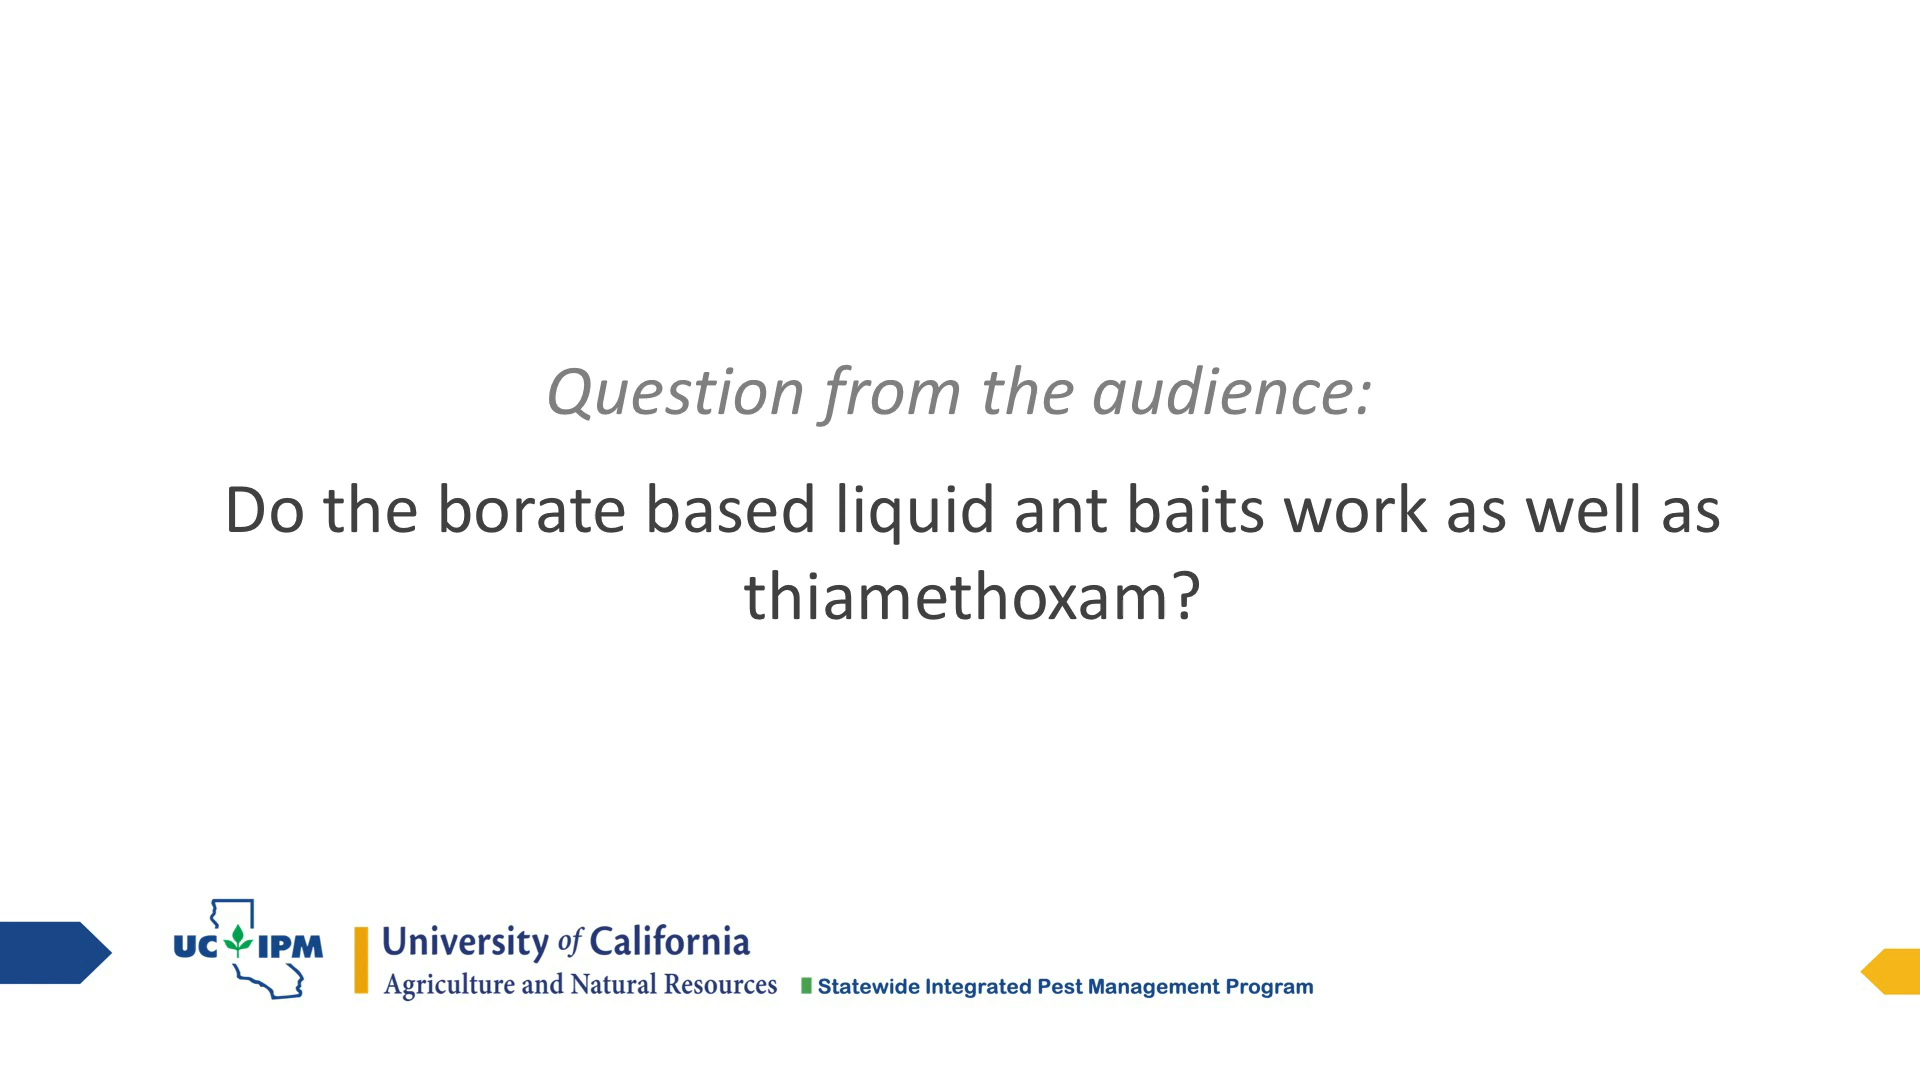 Question from the audience:
Do the borate based liquid ant baits work as well as
thiamethoxam?
UC IPM
University of California
Agriculture and Natural Resources
Statewide Integrated Pest Management Program